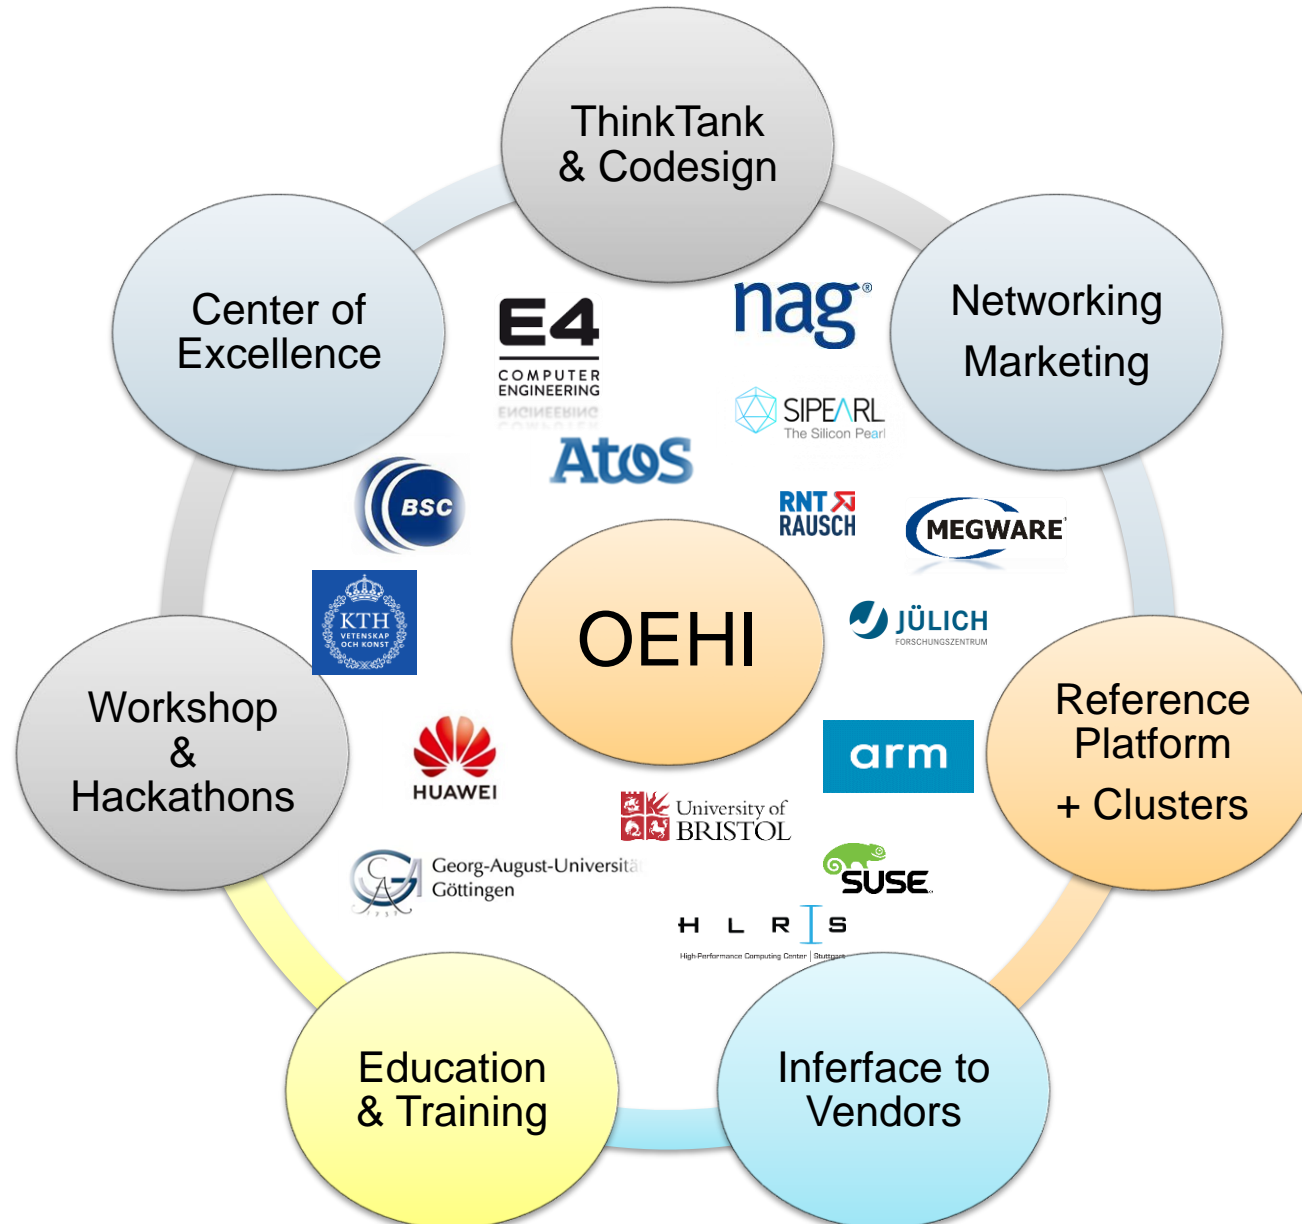 ThinkTank
& Codesign
Center of
Excellence
Networking
Marketing
E4
COMPUTER
ENGINEERING
nag®
SIPEARL
The Silicon Pearl
Atos
BSC
RNT
RAUSCH
MEGWARE
KTH
VETENSKAP
OCH KONST
OEHI
JÜLICH
FORSCHUNGSZENTRUM
Workshop
&
Hackathons
Reference
Platform
+ Clusters
HUAWEI
arm
University of
BRISTOL
Georg-August-Universität
Göttingen
SUSE
H L R I S
High-Performance Computing Center | Stuttgart
Education
& Training
Inferface to
Vendors